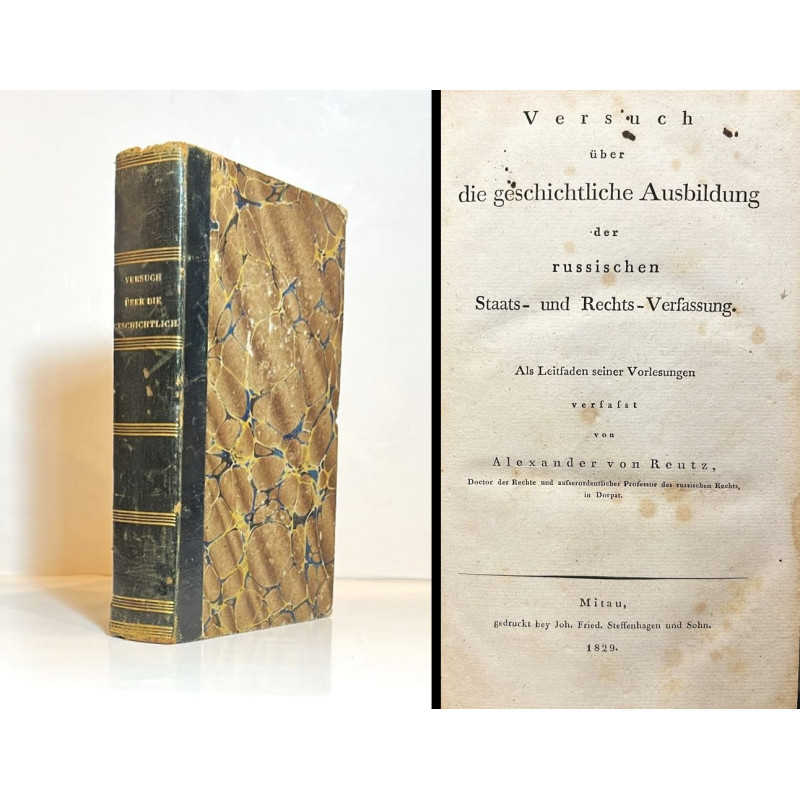 VERSUCH
ÜBER DIE
GESCHICHTLICH
Versuch
über
die geschichtliche Ausbildung
der
russischen
Staats- und Rechts-Verfassung.
Als Leitfaden seiner Vorlesungen
verfaſst
von
Alexander von Reutz,
Doctor der Rechte und auſserordentlicher Professor des russischen Rechts,
in Dorpat.
Mitau,
gedruckt bey Joh. Fried. Steffenhagen und Sohn.
1829.